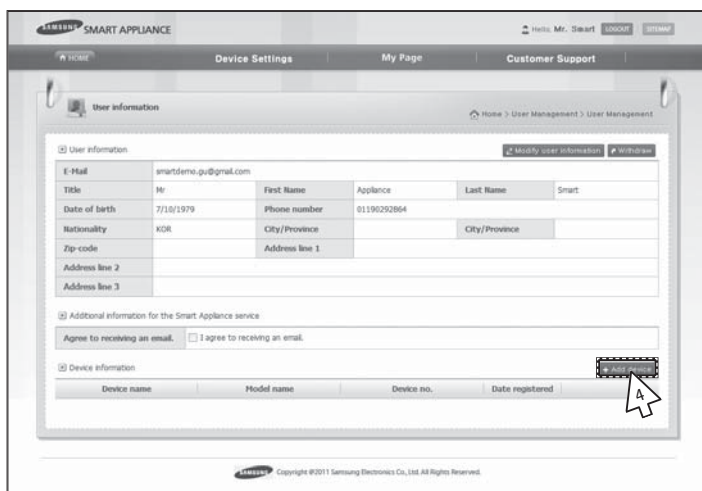 SAMSUNG SMART APPLIANCE
Hello, Mr. Smart LOGOUT SITEMAP
HOME Device Settings My Page Customer Support
User information
Home > User Management > User Management
User information Modify user information Withdraw
E-Mail smartdemo.gu@gmail.com
Title Mr First Name Appliance Last Name Smart
Date of birth 7/10/1979 Phone number 01190292864
Nationality KOR City/Province City/Province
Zip-code Address line 1
Address line 2
Address line 3
Additional information for the Smart Appliance service
Agree to receiving an email. I agree to receiving an email.
Device information + Add device
4
Device name Model name Device no. Date registered
SAMSUNG Copyright @2011 Samsung Electronics Co., Ltd. All Rights Reserved.